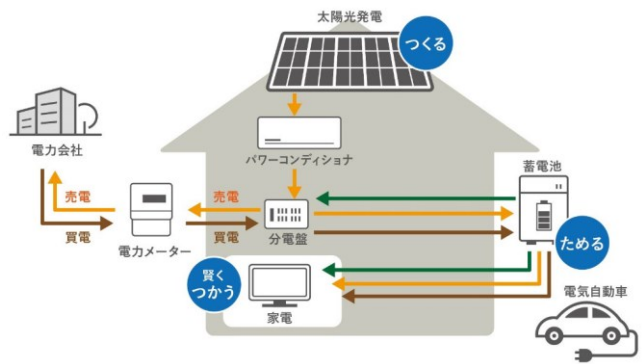 太陽光発電
つくる
電力会社
パワーコンディショナ
蓄電池
売電
売電
買電
買電
電力メーター
分電盤
ためる
賢く
つかう
家電
電気自動車